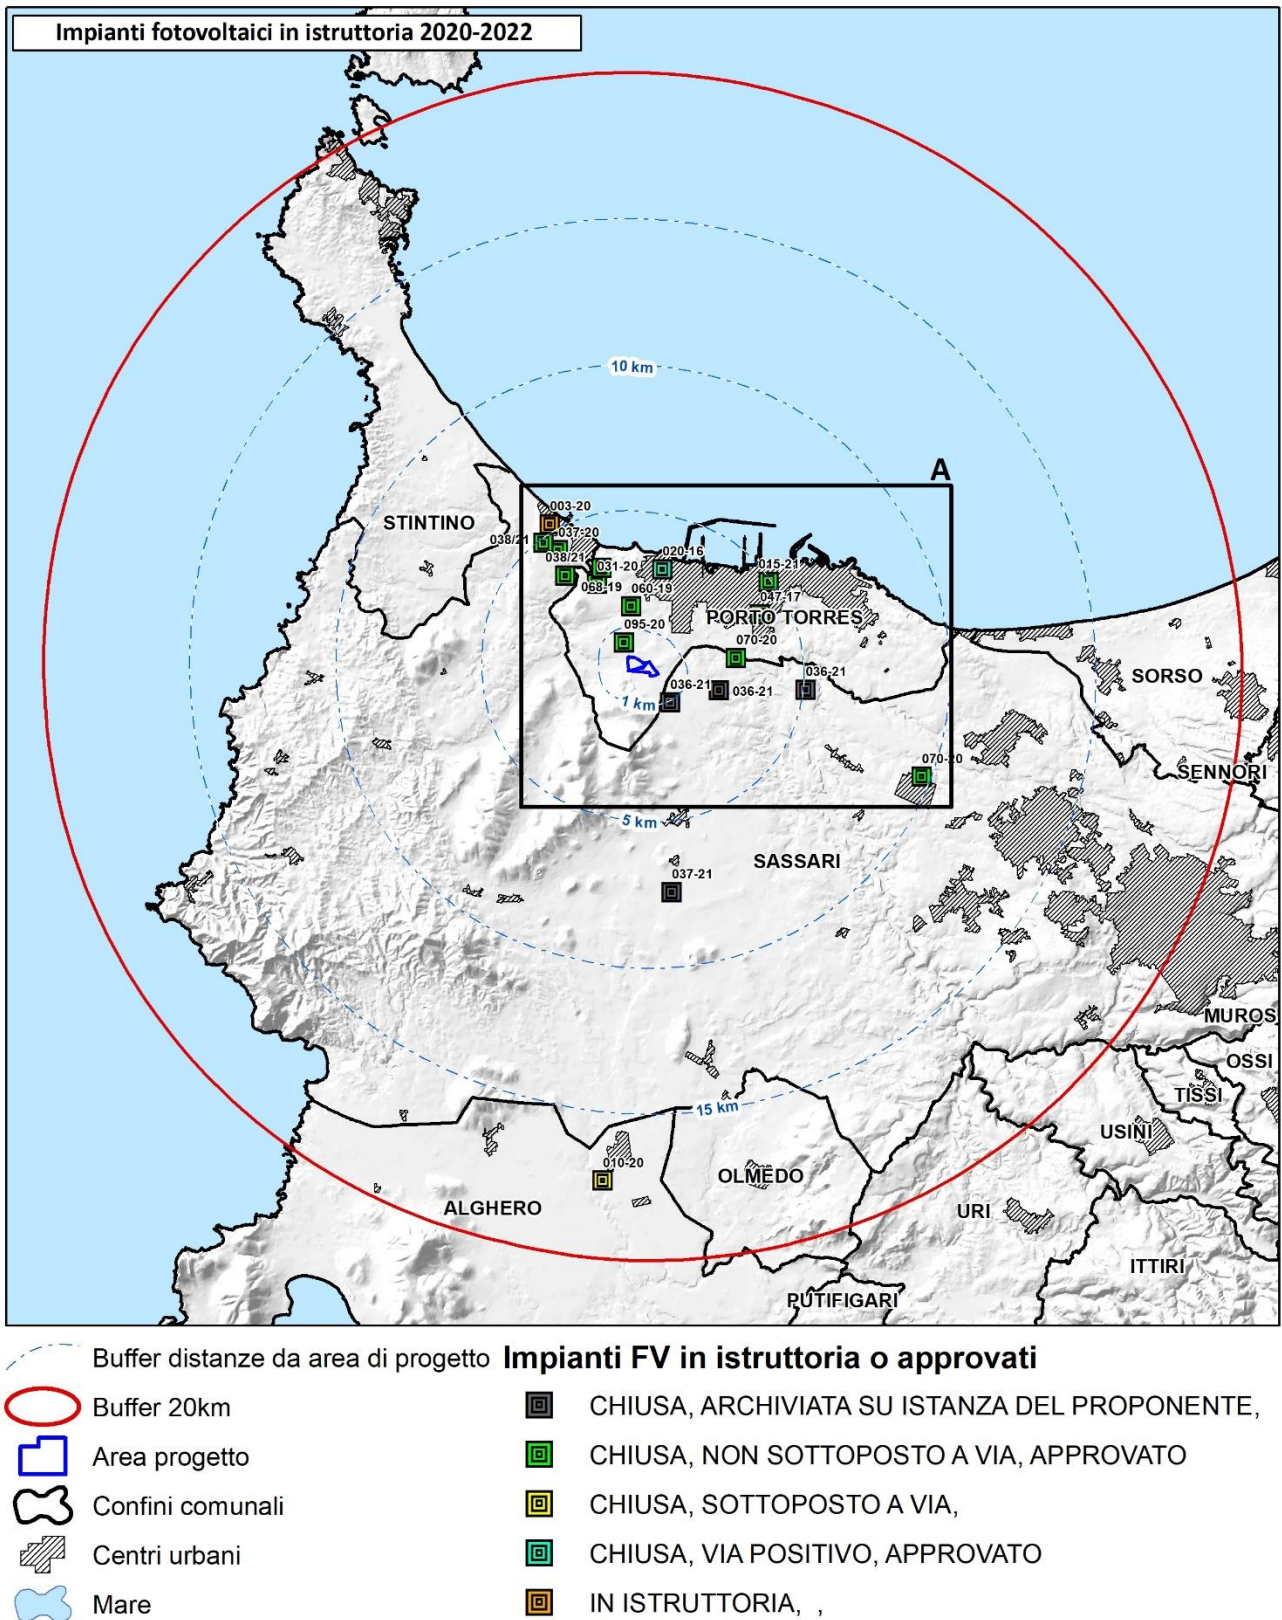 Impianti fotovoltaici in istruttoria 2020-2022
10 km
A
003-20
STINTINO
038/21
037-20
020-16
038/21
031-20
015-21
068-19
060-19
047-17
PORTO TORRES
095-20
070-20
036-21
036-21
036-21
SORSO
1 km
070-20
SENNORI
5 km
SASSARI
037-21
MUROS
OSSI
TISSI
15 km
USINI
010-20
OLMEDO
ALGHERO
URI
ITTIRI
PUTIFIGARI
Buffer distanze da area di progetto
Buffer 20km
Area progetto
Confini comunali
Centri urbani
Mare
Impianti FV in istruttoria o approvati
CHIUSA, ARCHIVIATA SU ISTANZA DEL PROPONENTE,
CHIUSA, NON SOTTOPOSTO A VIA, APPROVATO
CHIUSA, SOTTOPOSTO A VIA,
CHIUSA, VIA POSITIVO, APPROVATO
IN ISTRUTTORIA, ,